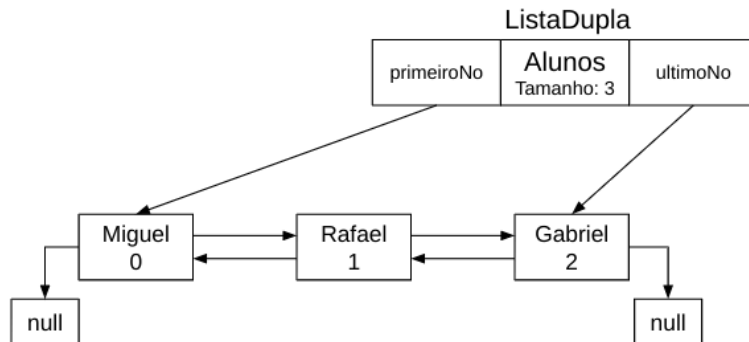 ListaDupla
primeiroNo
Alunos
Tamanho: 3
ultimoNo
Miguel
0
Rafael
1
Gabriel
2
null
null